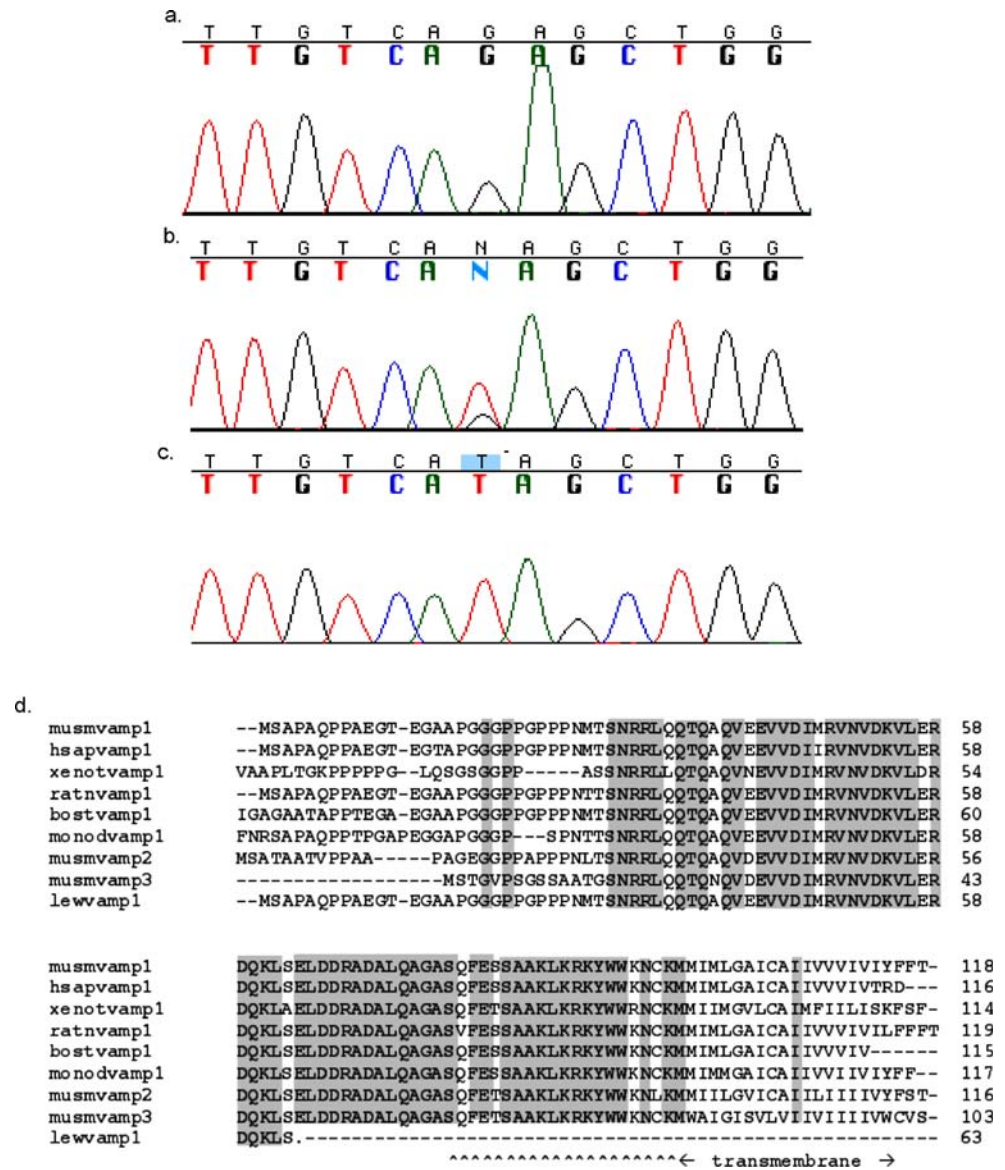 a.
T T G T C A G A G C T G G
T T G T C A G A G C T G G
b.
T T G T C A N A G C T G G
T T G T C A N A G C T G G
c.
T T G T C A T - A G C T G G
T T G T C A T A G C T G G
d.
musmvamp1 --MSAPAQPPAEGT-EGAAPGGGPPGPPPNMTSNRRLQQTQAQVEEVVDIMRVNVDKVLER 58
hsapvamp1 --MSAPAQPPAEGT-EGTAPGGGPPGPPPNMTSNRRLQQTQAQVEEVVDIIRVNVDKVLER 58
xenotvamp1 VAAPLTGKPPPPPG--LQSGSGGPP-----ASSNRRLLQTQAQVNEVVDIMRVNVDKVLDR 54
ratnvamp1 --MSAPAQPPAEGT-EGAAPGGGPPGPPPNTTSNRRLQQTQAQVEEVVDIMRVNVDKVLER 58
bostvamp1 IGAGAATAPPTEGA-EGAAPGGGPPGPPPNMTSNRRLQQTQAQVEEVVDIMRVNVDKVLER 60
monodvamp1 FNRSAPAQPPTPGAPEGGAPGGGP---SPNTTSNRRLQQTQAQVEEVVDIMRVNVDKVLER 58
musmvamp2 MSATAATVPPAA-----PAGEGGPPAPPPNLTSNRRLQQTQAQVDEVVDIMRVNVDKVLER 56
musmvamp3 ------------------MSTGVPSGSSAATGSNRRLQQTQNQVDEVVDIMRVNVDKVLER 43
lewvamp1 --MSAPAQPPAEGT-EGAAPGGGPPGPPPNMTSNRRLQQTQAQVEEVVDIMRVNVDKVLER 58
musmvamp1 DQKLSELDDRADALQAGASQFESSAAKLKRKYWWKNCKMMIMLGAICAIIVVVIVIYFFT- 118
hsapvamp1 DQKLSELDDRADALQAGASQFESSAAKLKRKYWWKNCKMMIMLGAICAIIVVVIVTRD--- 116
xenotvamp1 DQKLAELDDRADALQAGASQFETSAAKLKRKYWWRNCKMMIIMGVLCAIMFIILISKFSF- 114
ratnvamp1 DQKLSELDDRADALQAGASVFESSAAKLKRKYWWKNCKMMIMLGAICAIIVVVIVILFFFT 119
bostvamp1 DQKLSELDDRADALQAGASQFESSAAKLKRKYWWKNCKMMIMLGAICAIIVVVIV------ 115
monodvamp1 DQKLSELDDRADALQAGASQFESSAAKLKRKYWWKNCKMMIMMGAICAIIVVVIVIYFF-- 117
musmvamp2 DQKLSELDDRADALQAGASQFETSAAKLKRKYWWKNLKMMIILGVICAIILIIIIVYFST- 116
musmvamp3 DQKLSELDDRADALQAGASQFETSAAKLKRKYWWKNCKMWAIGISVLVIIVIIIIVWCVS- 103
lewvamp1 DQKLS.------------------------------------------------------- 63
^^^^^^^^^^^^^^^^^^^^← transmembrane →